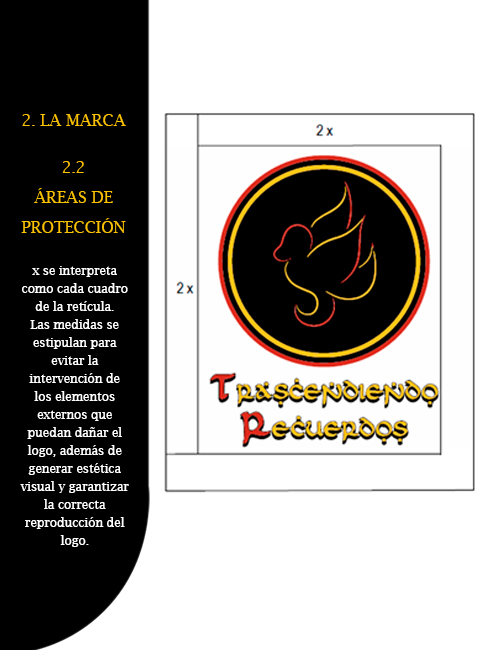 2. LA MARCA
2.2
ÁREAS DE
PROTECCIÓN
x se interpreta
como cada cuadro
de la retícula.
Las medidas se
estipulan para
evitar la
intervención de
los elementos
externos que
puedan dañar el
logo, además de
generar estética
visual y garantizar
la correcta
reproducción del
logo.
2 x
2 x
Trascendiendo
Recuerdos